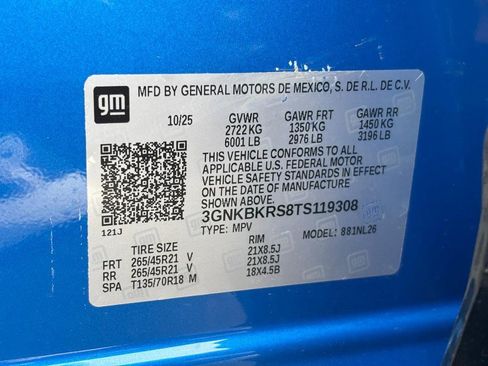 gm MFD BY GENERAL MOTORS DE MEXICO, S. DE R.L. DE C.V.
10/25 GVWR GAWR FRT GAWR RR
2722 KG 1350 KG 1450 KG
6001 LB 2976 LB 3196 LB
THIS VEHICLE CONFORMS TO ALL
APPLICABLE U.S. FEDERAL MOTOR
VEHICLE SAFETY STANDARDS IN EFFECT
ON THE DATE OF MANUFACTURE SHOWN ABOVE.
3GNKBKRS8TS119308
121J TYPE: MPV MODEL: 881NL26
TIRE SIZE RIM
FRT 265/45R21 V 21X8.5J
RR 265/45R21 V 21X8.5J
SPA T135/70R18 M 18X4.5B